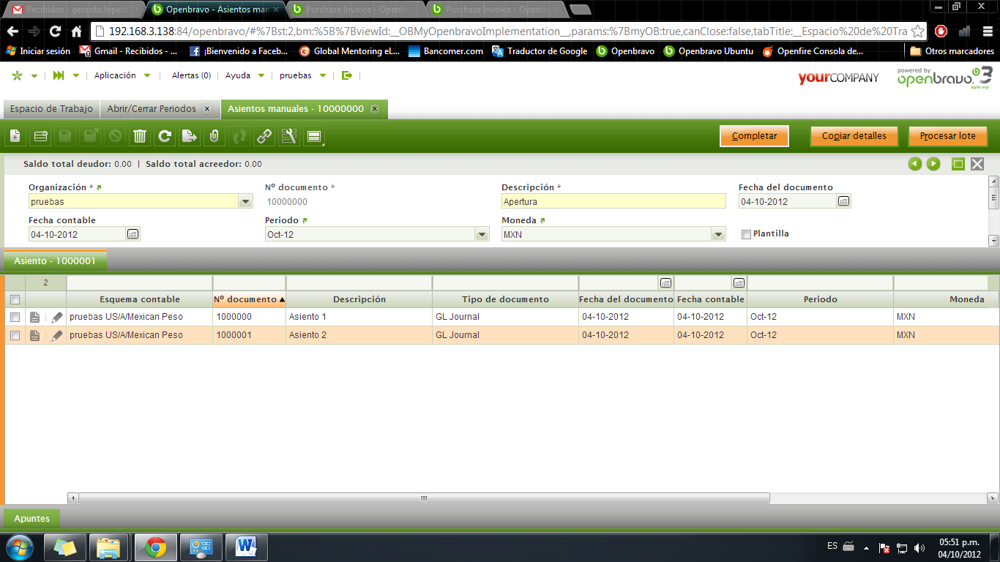 Recibidos - gerardo.lopez
Openbravo - Asientos man
Purchase Invoice - Openb
Purchase Invoice - Openb
192.168.3.138:84/openbravo/#%7Bst:2,bm:%5B%7BviewId:__OBMyOpenbravoImplementation__,params:%7BmyOB:true,canClose:false,tabTitle:__Espacio%20de%20Tra
Iniciar sesión
Gmail - Recibidos - ...
¡Bienvenido a Faceb...
Global Mentoring eL...
Bancomer.com
Traductor de Google
Openbravo
Openbravo Ubuntu
Openfire Consola de...
Otros marcadores
Aplicación
Alertas (0)
Ayuda
pruebas
yourCOMPANY
powered by
openbravo 3
agile erp
Espacio de Trabajo
Abrir/Cerrar Periodos
Asientos manuales - 10000000
Completar
Copiar detalles
Procesar lote
Saldo total deudor: 0.00 | Saldo total acreedor: 0.00
Organización *
Nº documento *
Descripción *
Fecha del documento
pruebas
10000000
Apertura
04-10-2012
Fecha contable
Periodo
Moneda
04-10-2012
Oct-12
MXN
Plantilla
Asiento - 1000001
2
Esquema contable Nº documento Descripción Tipo de documento Fecha del documento Fecha contable Periodo Moneda
pruebas US/A/Mexican Peso 1000000 Asiento 1 GL Journal 04-10-2012 04-10-2012 Oct-12 MXN
pruebas US/A/Mexican Peso 1000001 Asiento 2 GL Journal 04-10-2012 04-10-2012 Oct-12 MXN
Apuntes
ES
05:51 p.m.
04/10/2012